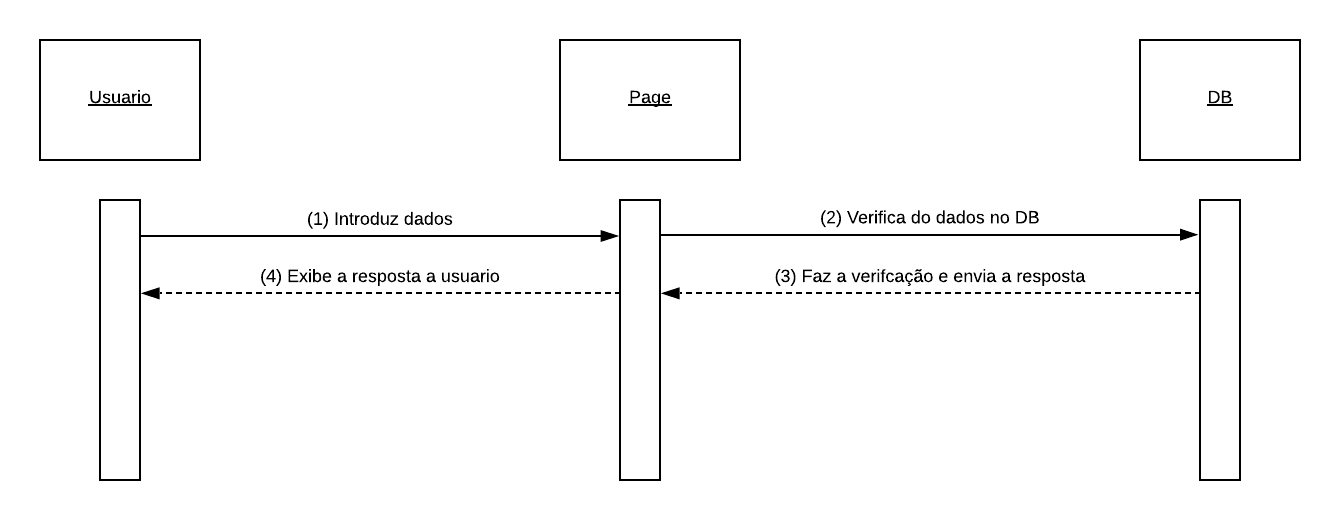 Usuario
Page
DB
(1) Introduz dados
(2) Verifica do dados no DB
(4) Exibe a resposta a usuario
(3) Faz a verifcação e envia a resposta